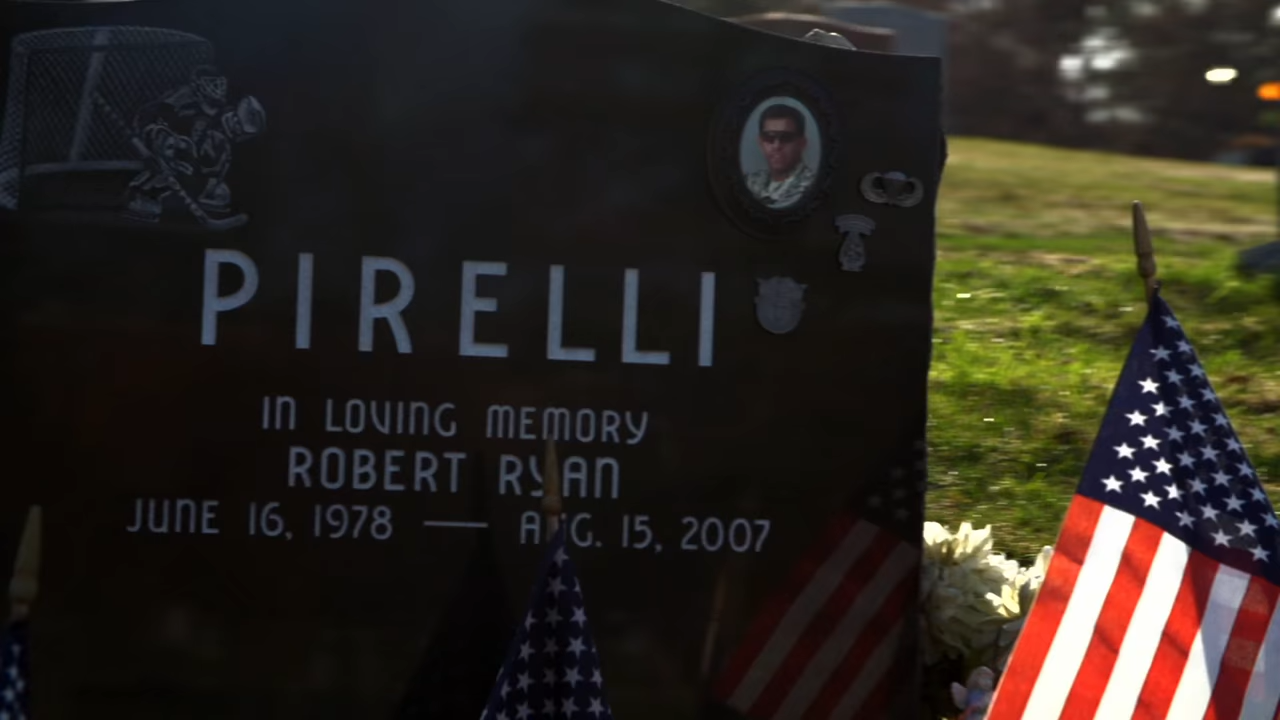 PIRELLI
IN LOVING MEMORY
ROBERT RYAN
JUNE 16, 1978 — AUG. 15, 2007